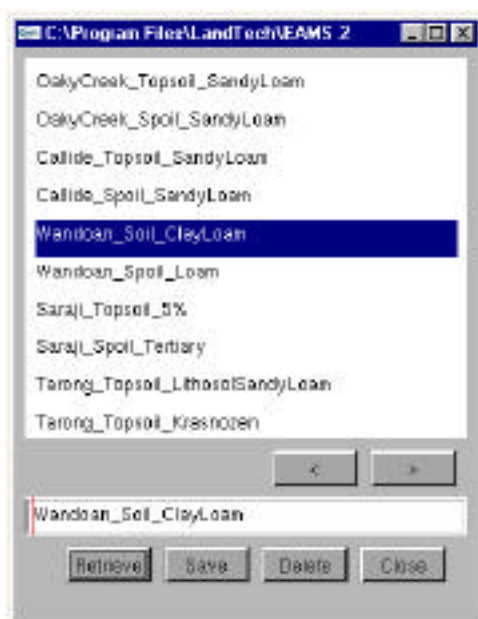 C:\Program Files\LandTech\EAMS 2
OakyCreek_Topsoil_SandyLoam
OakyCreek_Spoil_SandyLoam
Callide_Topsoil_SandyLoam
Callide_Spoil_SandyLoam
Wandoan_Soil_ClayLoam
Wandoan_Spoil_Loam
Saraji_Topsoil_5%
Saraji_Spoil_Tertiary
Tarong_Topsoil_LithosolSandyLoam
Tarong_Topsoil_Krasnozen
< >
Wandoan_Soil_ClayLoam
Retrieve Save Delete Close